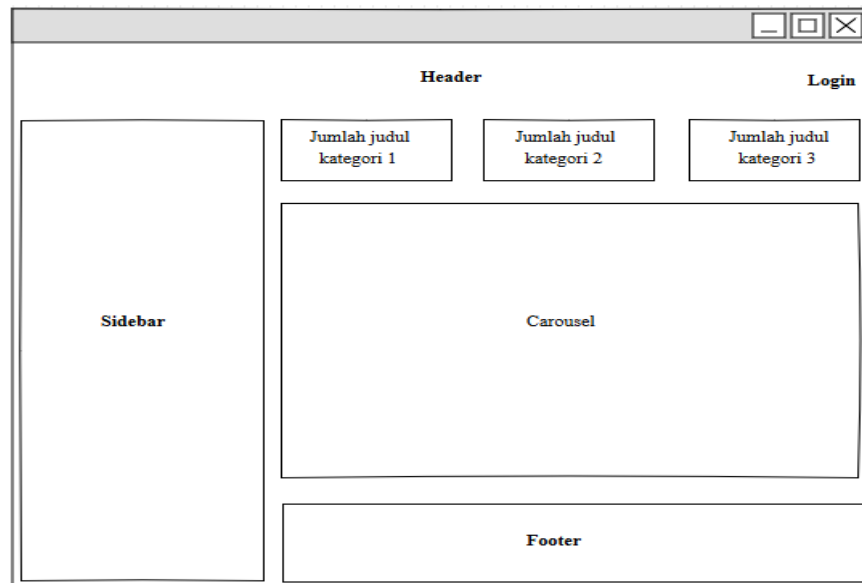 Header
Login
Jumlah judul
kategori 1
Jumlah judul
kategori 2
Jumlah judul
kategori 3
Sidebar
Carousel
Footer